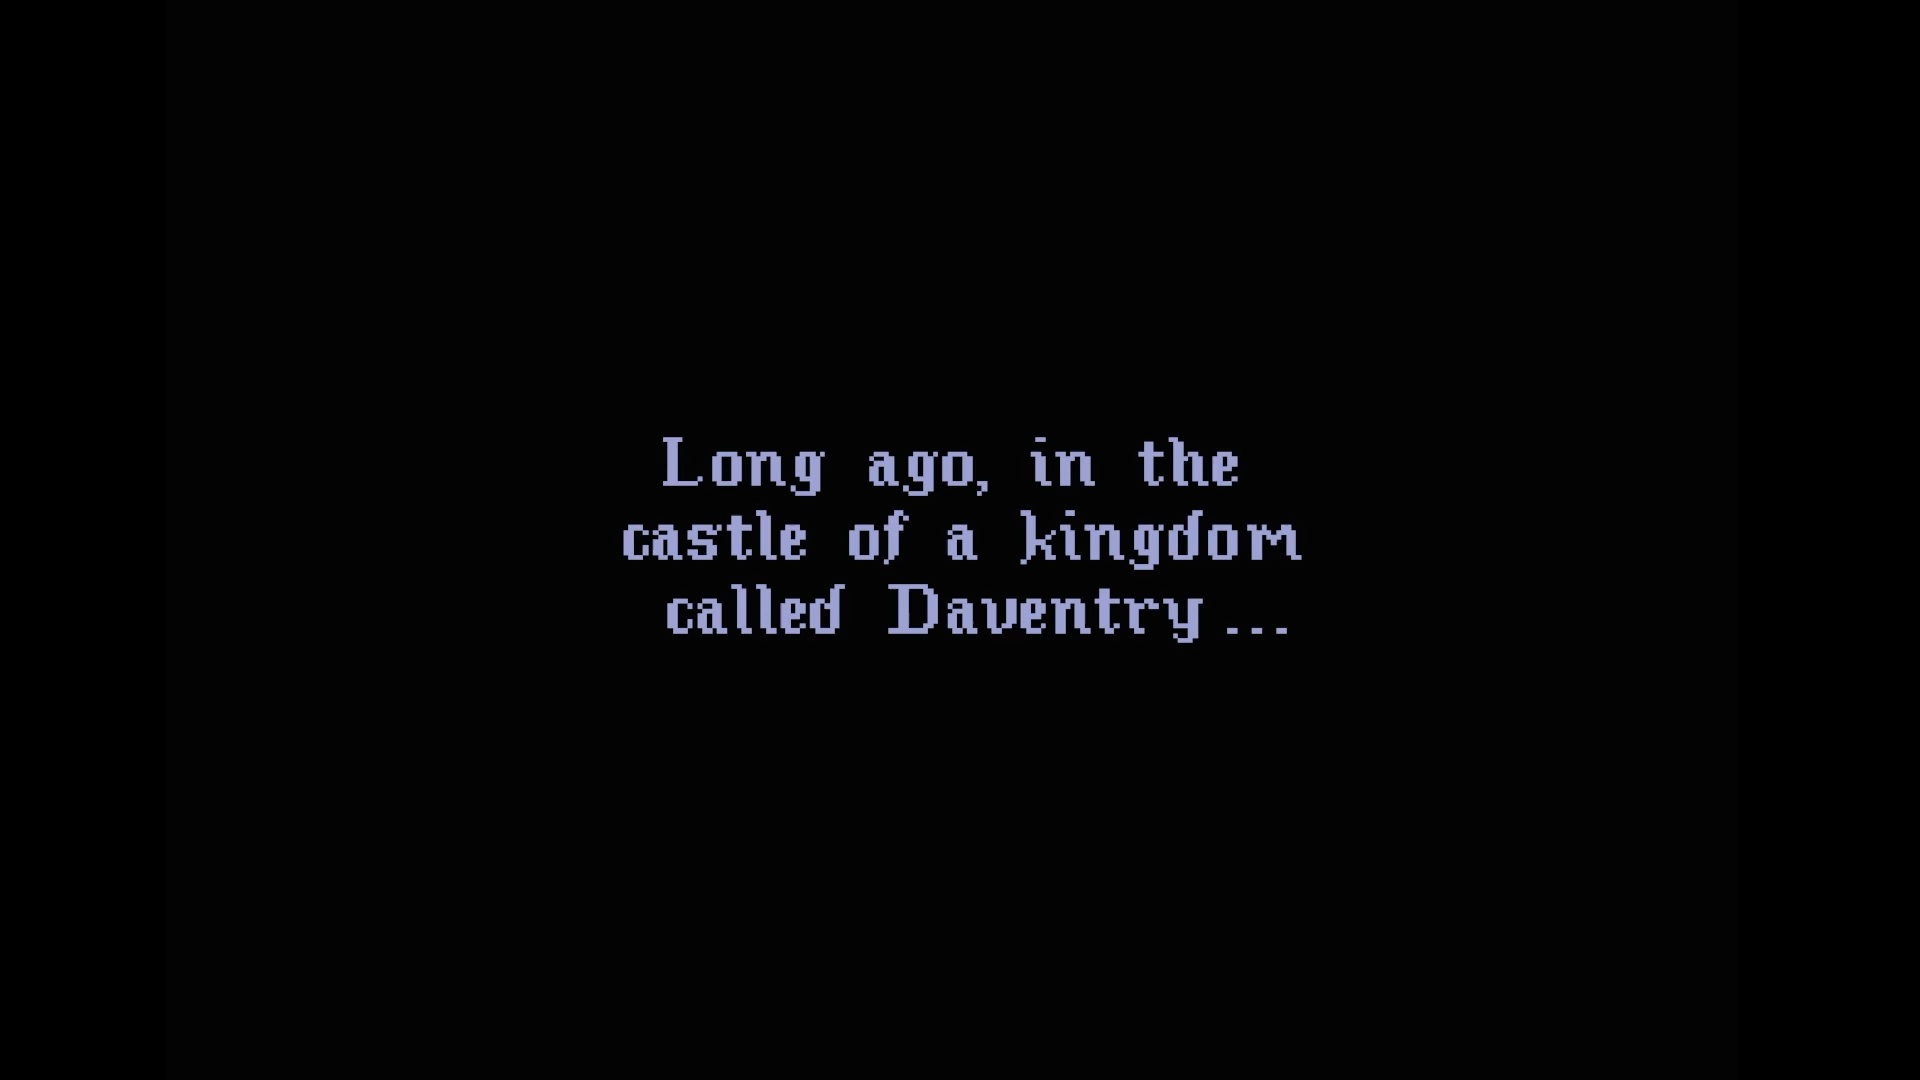 Long ago, in the
castle of a kingdom
called Daventry...